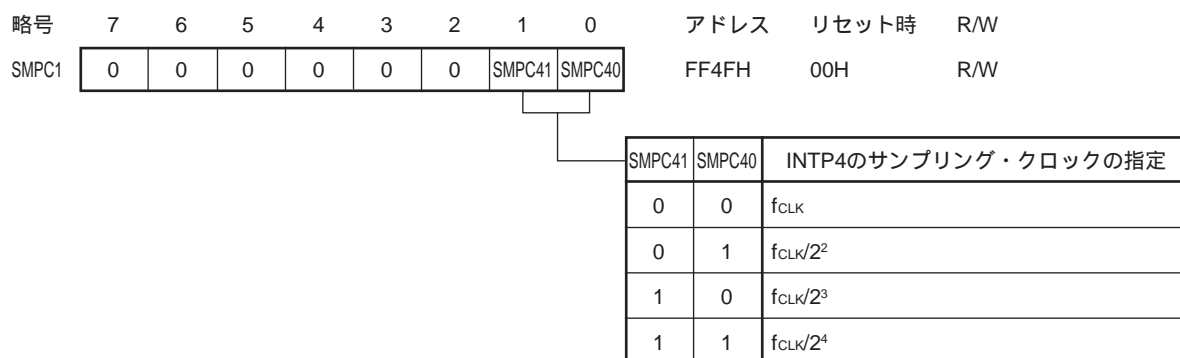 略号 7 6 5 4 3 2 1 0 アドレス リセット時 R/W
SMPC1 0 0 0 0 0 0 SMPC41 SMPC40 FF4FH 00H R/W
SMPC41 SMPC40 INTP4のサンプリング・クロックの指定
0 0 fCLK
0 1 fCLK/2²
1 0 fCLK/2³
1 1 fCLK/2⁴